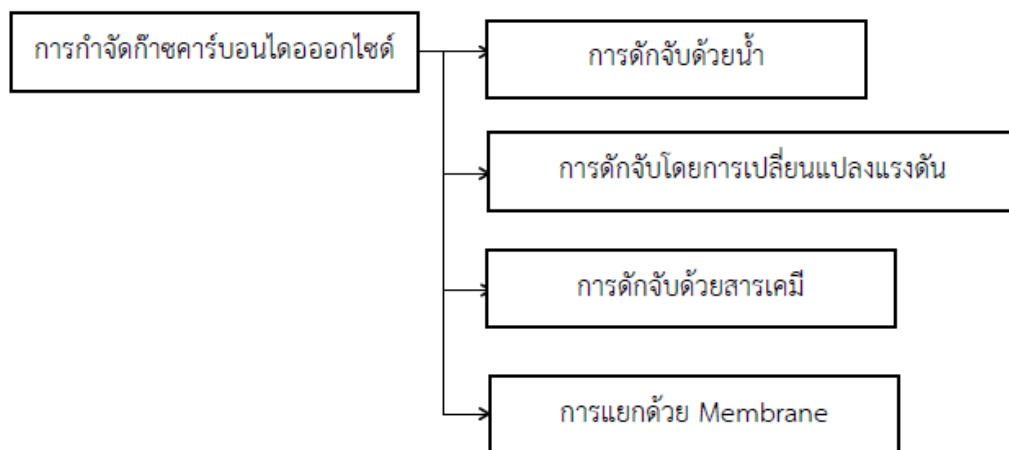 การกำจัดก๊าซคาร์บอนไดอออกไซด์
การดักจับด้วยน้ำ
การดักจับโดยการเปลี่ยนแปลงแรงดัน
การดักจับด้วยสารเคมี
การแยกด้วย Membrane